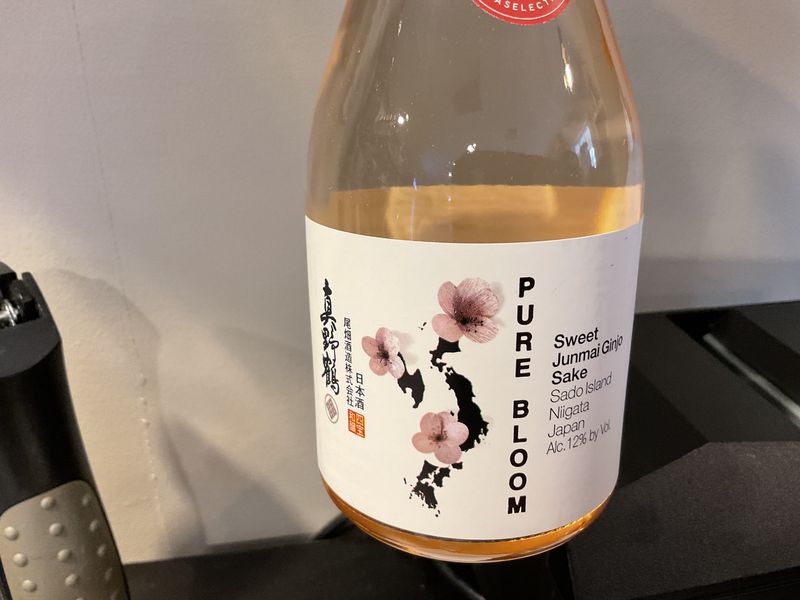 ASELECTI
真野鶴
尾畑酒造株式会社
日本酒
PURE BLOOM
Sweet
Junmai Ginjo
Sake
Sado Island
Niigata
Japan
Alc.12% by Vol.